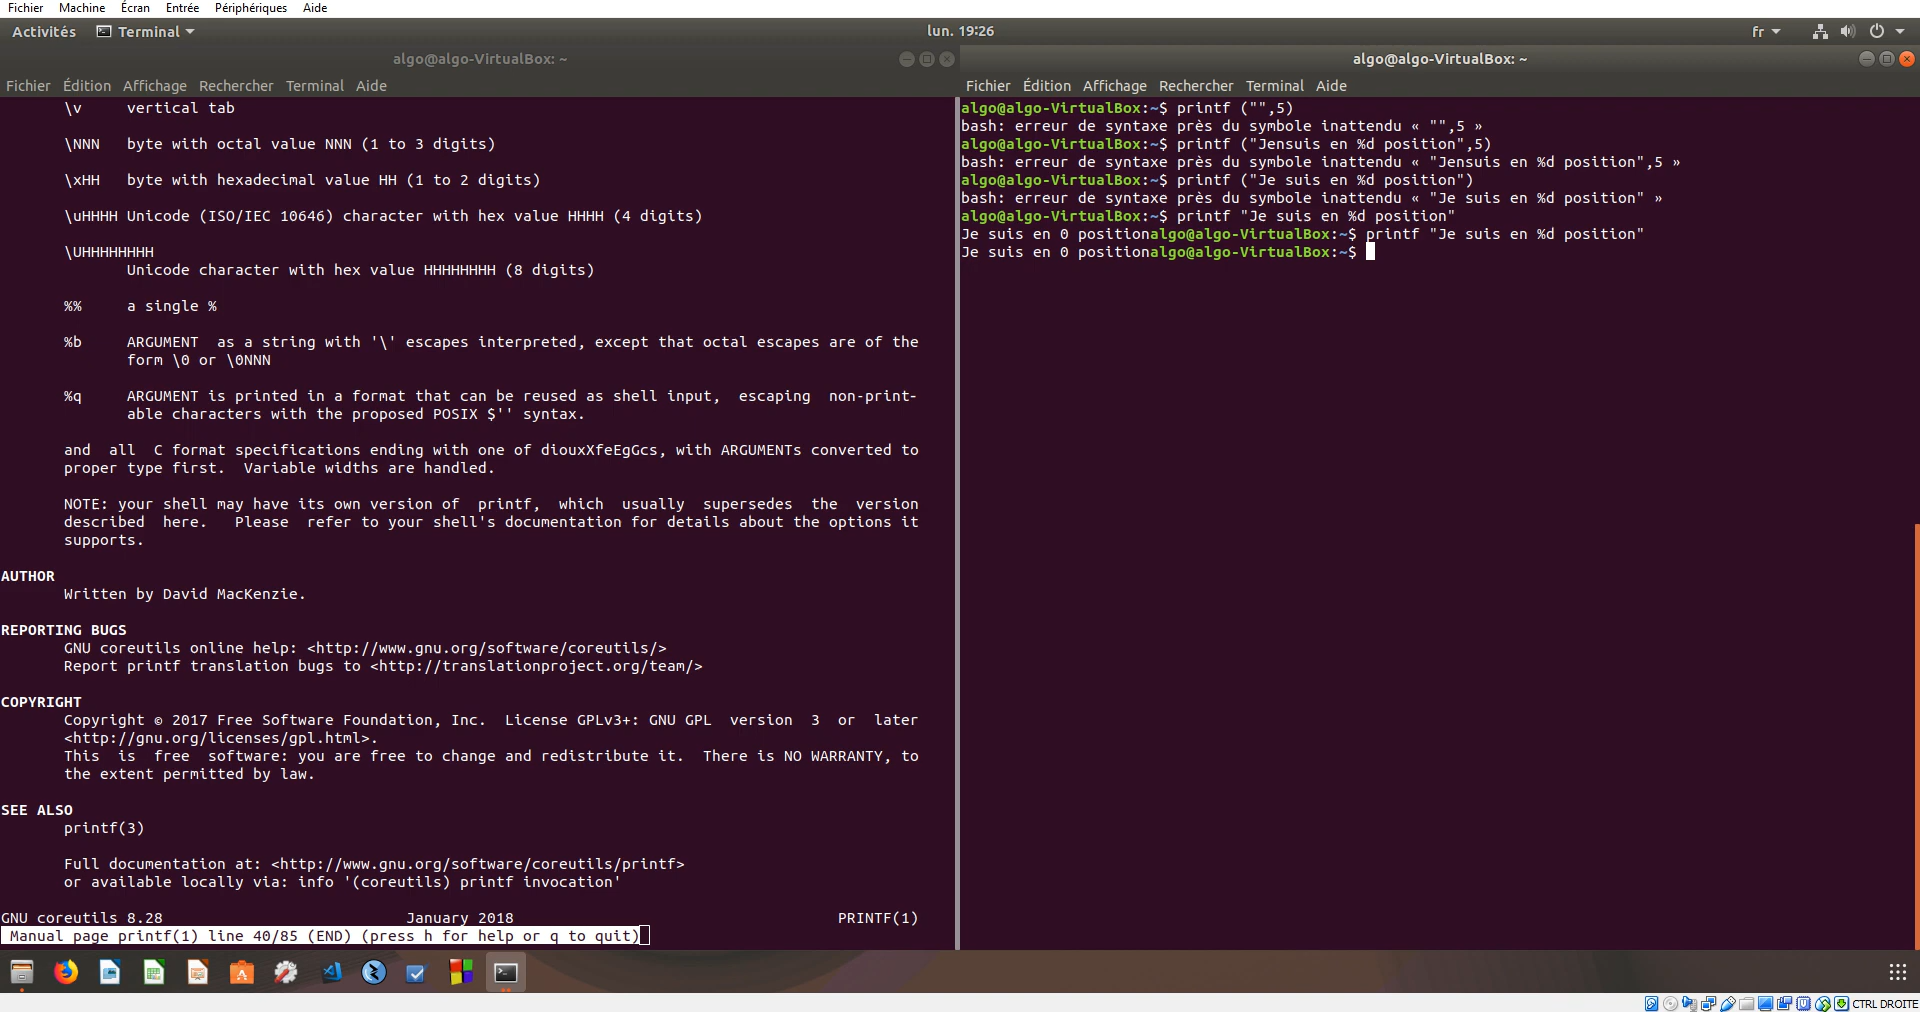 Fichier Machine Écran Entrée Périphériques Aide
Activités Terminal lun. 19:26 fr
algo@algo-VirtualBox: ~
Fichier Édition Affichage Rechercher Terminal Aide
\v vertical tab
\NNN byte with octal value NNN (1 to 3 digits)
\xHH byte with hexadecimal value HH (1 to 2 digits)
\uHHHH Unicode (ISO/IEC 10646) character with hex value HHHH (4 digits)
\UHHHHHHHH
Unicode character with hex value HHHHHHHH (8 digits)
%% a single %
%b ARGUMENT as a string with '\' escapes interpreted, except that octal escapes are of the
form \0 or \0NNN
%q ARGUMENT is printed in a format that can be reused as shell input, escaping non-print-
able characters with the proposed POSIX $'' syntax.
and all C format specifications ending with one of diouxXfeEgGcs, with ARGUMENTs converted to
proper type first. Variable widths are handled.
NOTE: your shell may have its own version of printf, which usually supersedes the version
described here. Please refer to your shell's documentation for details about the options it
supports.
AUTHOR
Written by David MacKenzie.
REPORTING BUGS
GNU coreutils online help: <http://www.gnu.org/software/coreutils/>
Report printf translation bugs to <http://translationproject.org/team/>
COPYRIGHT
Copyright © 2017 Free Software Foundation, Inc. License GPLv3+: GNU GPL version 3 or later
<http://gnu.org/licenses/gpl.html>.
This is free software: you are free to change and redistribute it. There is NO WARRANTY, to
the extent permitted by law.
SEE ALSO
printf(3)
Full documentation at: <http://www.gnu.org/software/coreutils/printf>
or available locally via: info '(coreutils) printf invocation'
GNU coreutils 8.28 January 2018 PRINTF(1)
Manual page printf(1) line 40/85 (END) (press h for help or q to quit)
algo@algo-VirtualBox: ~
Fichier Édition Affichage Rechercher Terminal Aide
algo@algo-VirtualBox:~$ printf ("",5)
bash: erreur de syntaxe près du symbole inattendu « "",5 »
algo@algo-VirtualBox:~$ printf ("Jensuis en %d position",5)
bash: erreur de syntaxe près du symbole inattendu « "Jensuis en %d position",5 »
algo@algo-VirtualBox:~$ printf ("Je suis en %d position")
bash: erreur de syntaxe près du symbole inattendu « "Je suis en %d position" »
algo@algo-VirtualBox:~$ printf "Je suis en %d position"
Je suis en 0 positionalgo@algo-VirtualBox:~$ printf "Je suis en %d position"
Je suis en 0 positionalgo@algo-VirtualBox:~$
CTRL DROITE